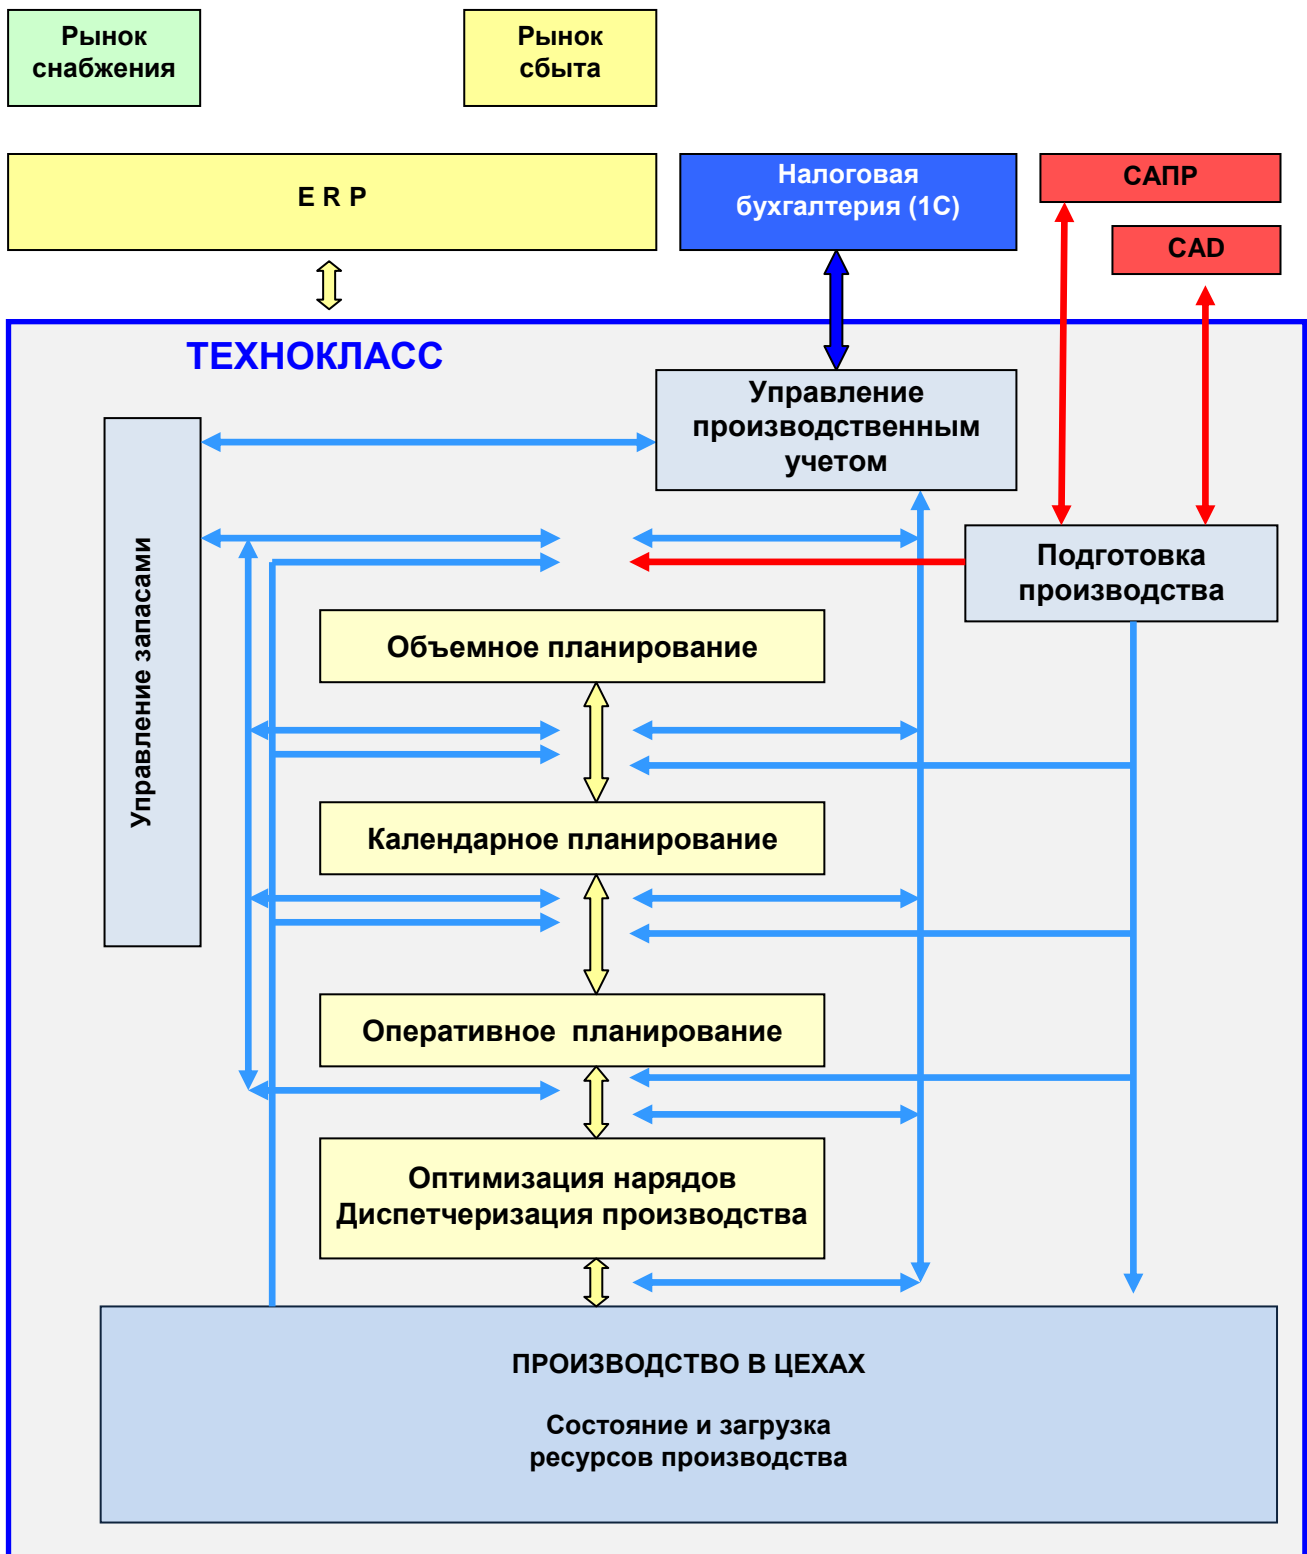 Рынок
снабжения
Рынок
сбыта
E R P
Налоговая
бухгалтерия (1С)
САПР
CAD
ТЕХНОКЛАСС
Управление
производственным
учетом
Управление запасами
Подготовка
производства
Объемное планирование
Календарное планирование
Оперативное планирование
Оптимизация нарядов
Диспетчеризация производства
ПРОИЗВОДСТВО В ЦЕХАХ
Состояние и загрузка
ресурсов производства